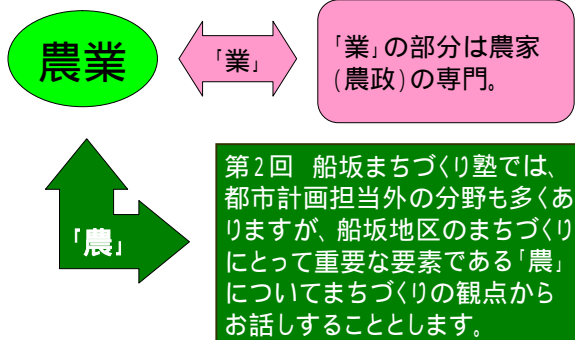 農業
「業」
「業」の部分は農家
(農政)の専門。
「農」
第2回 船坂まちづくり塾では、
都市計画担当外の分野も多くあ
りますが、船坂地区のまちづくり
にとって重要な要素である「農」
についてまちづくりの観点から
お話しすることとします。